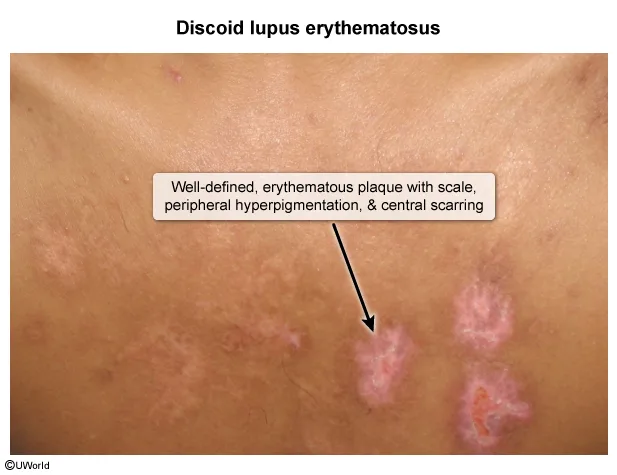 Discoid lupus erythematosus
Well-defined, erythematous plaque with scale,
peripheral hyperpigmentation, & central scarring
©UWorld